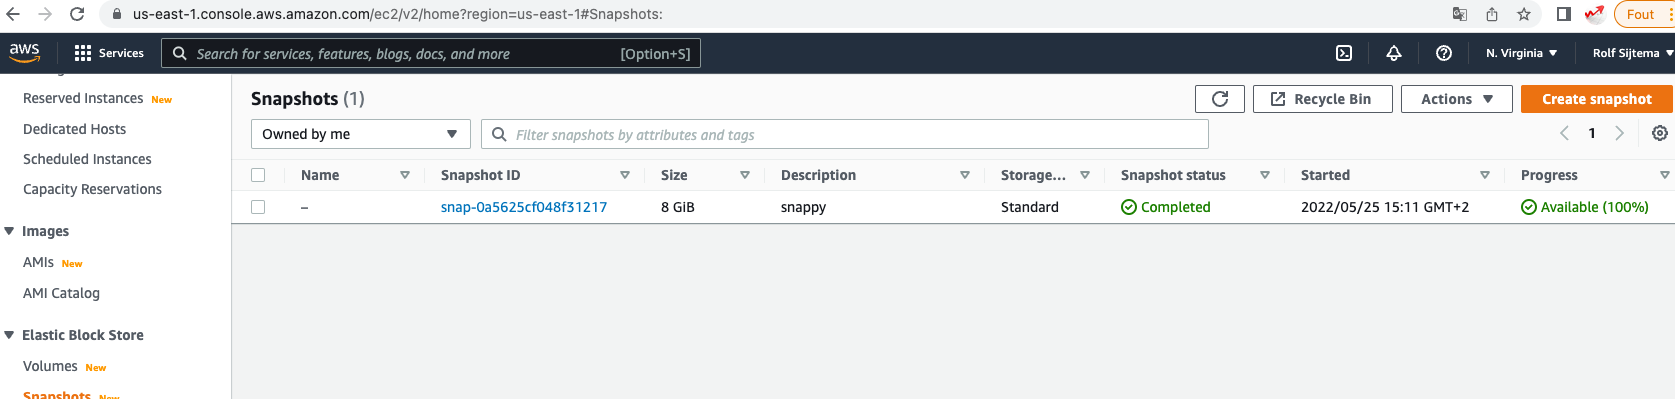 us-east-1.console.aws.amazon.com/ec2/v2/home?region=us-east-1#Snapshots:
Fout
aws
Services
Search for services, features, blogs, docs, and more
[Option+S]
N. Virginia
Rolf Sijtema
Reserved Instances New
Dedicated Hosts
Scheduled Instances
Capacity Reservations
Images
AMIs New
AMI Catalog
Elastic Block Store
Volumes New
Snapshots New
Snapshots (1)
Recycle Bin
Actions
Create snapshot
Owned by me
Filter snapshots by attributes and tags
1
Name Snapshot ID Size Description Storage... Snapshot status Started Progress
– snap-0a5625cf048f31217 8 GiB snappy Standard Completed 2022/05/25 15:11 GMT+2 Available (100%)